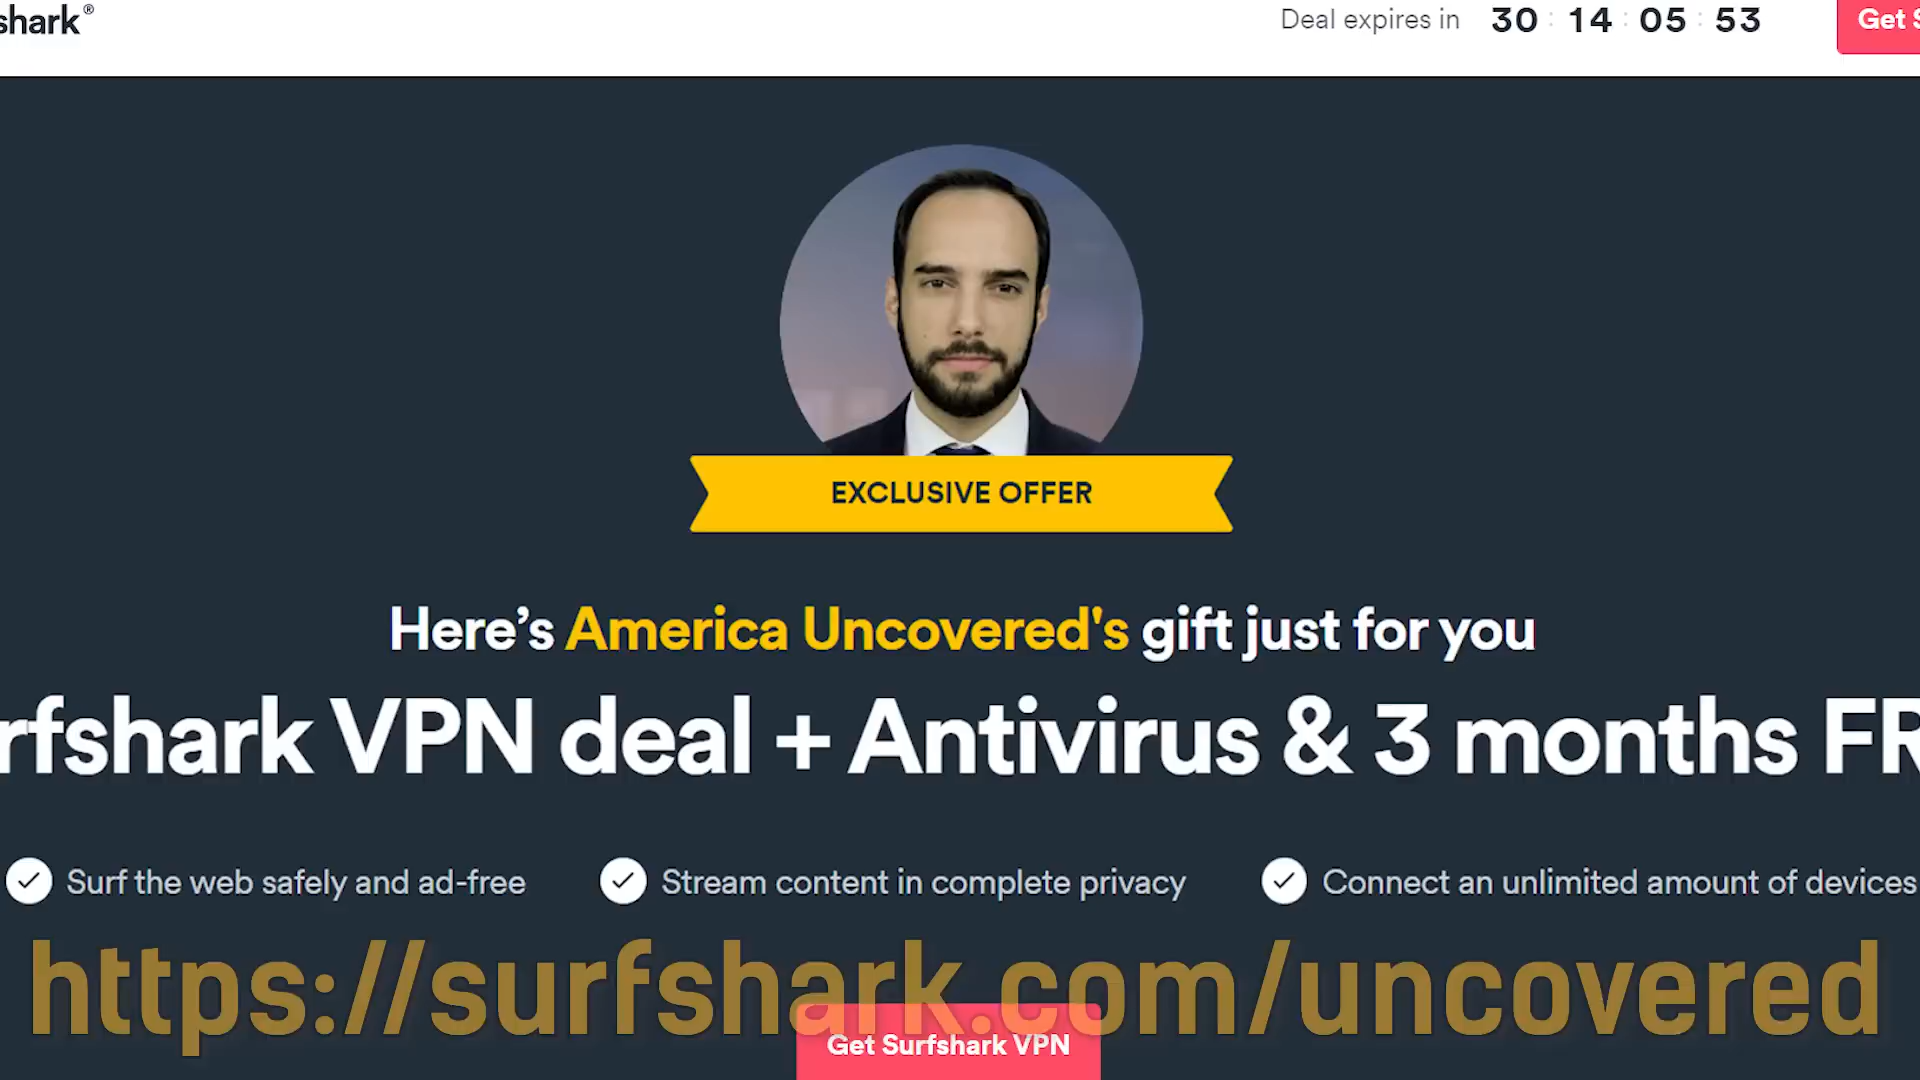 shark®
Deal expires in 30 : 14 : 05 : 53
Get S
EXCLUSIVE OFFER
Here's America Uncovered's gift just for you
rfshark VPN deal + Antivirus & 3 months FR
Surf the web safely and ad-free
Stream content in complete privacy
Connect an unlimited amount of devices
https://surfshark.com/uncovered
Get Surfshark VPN